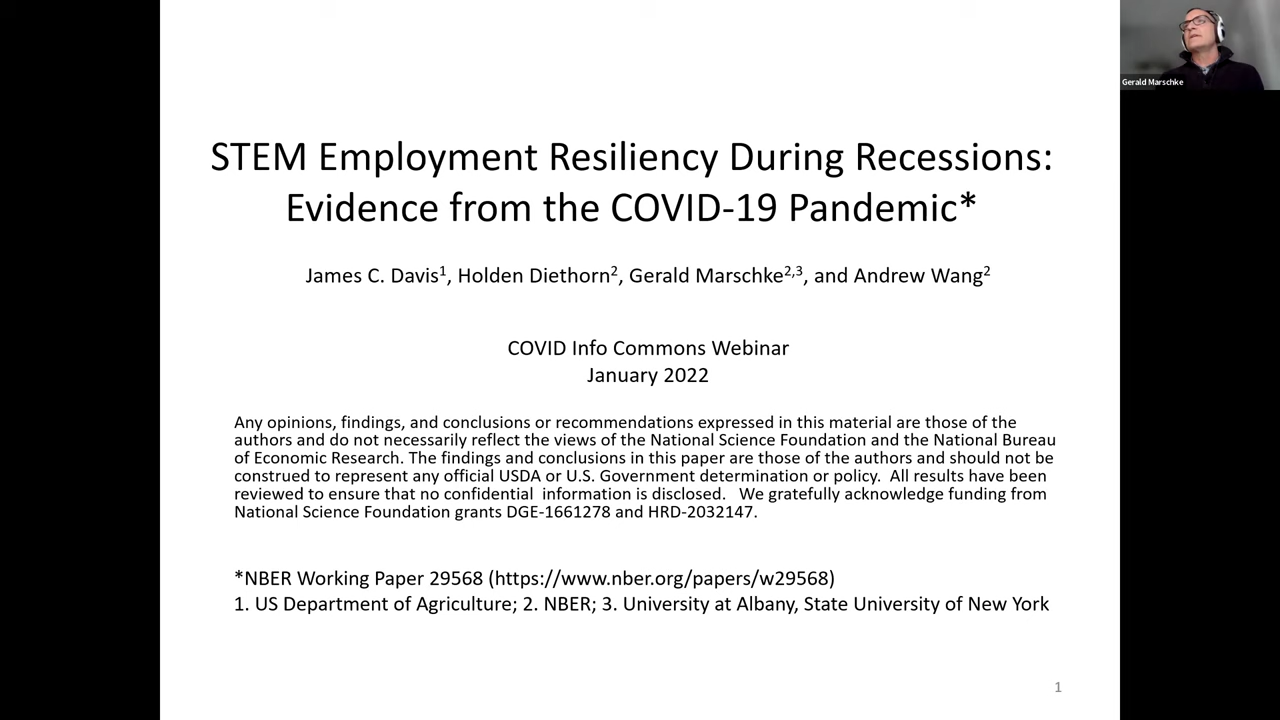 Gerald Marschke
STEM Employment Resiliency During Recessions:
Evidence from the COVID-19 Pandemic*
James C. Davis1, Holden Diethorn2, Gerald Marschke2,3, and Andrew Wang2
COVID Info Commons Webinar
January 2022
Any opinions, findings, and conclusions or recommendations expressed in this material are those of the
authors and do not necessarily reflect the views of the National Science Foundation and the National Bureau
of Economic Research. The findings and conclusions in this paper are those of the authors and should not be
construed to represent any official USDA or U.S. Government determination or policy.  All results have been
reviewed to ensure that no confidential  information is disclosed.   We gratefully acknowledge funding from
National Science Foundation grants DGE-1661278 and HRD-2032147.
*NBER Working Paper 29568 (https://www.nber.org/papers/w29568)
1. US Department of Agriculture; 2. NBER; 3. University at Albany, State University of New York
1